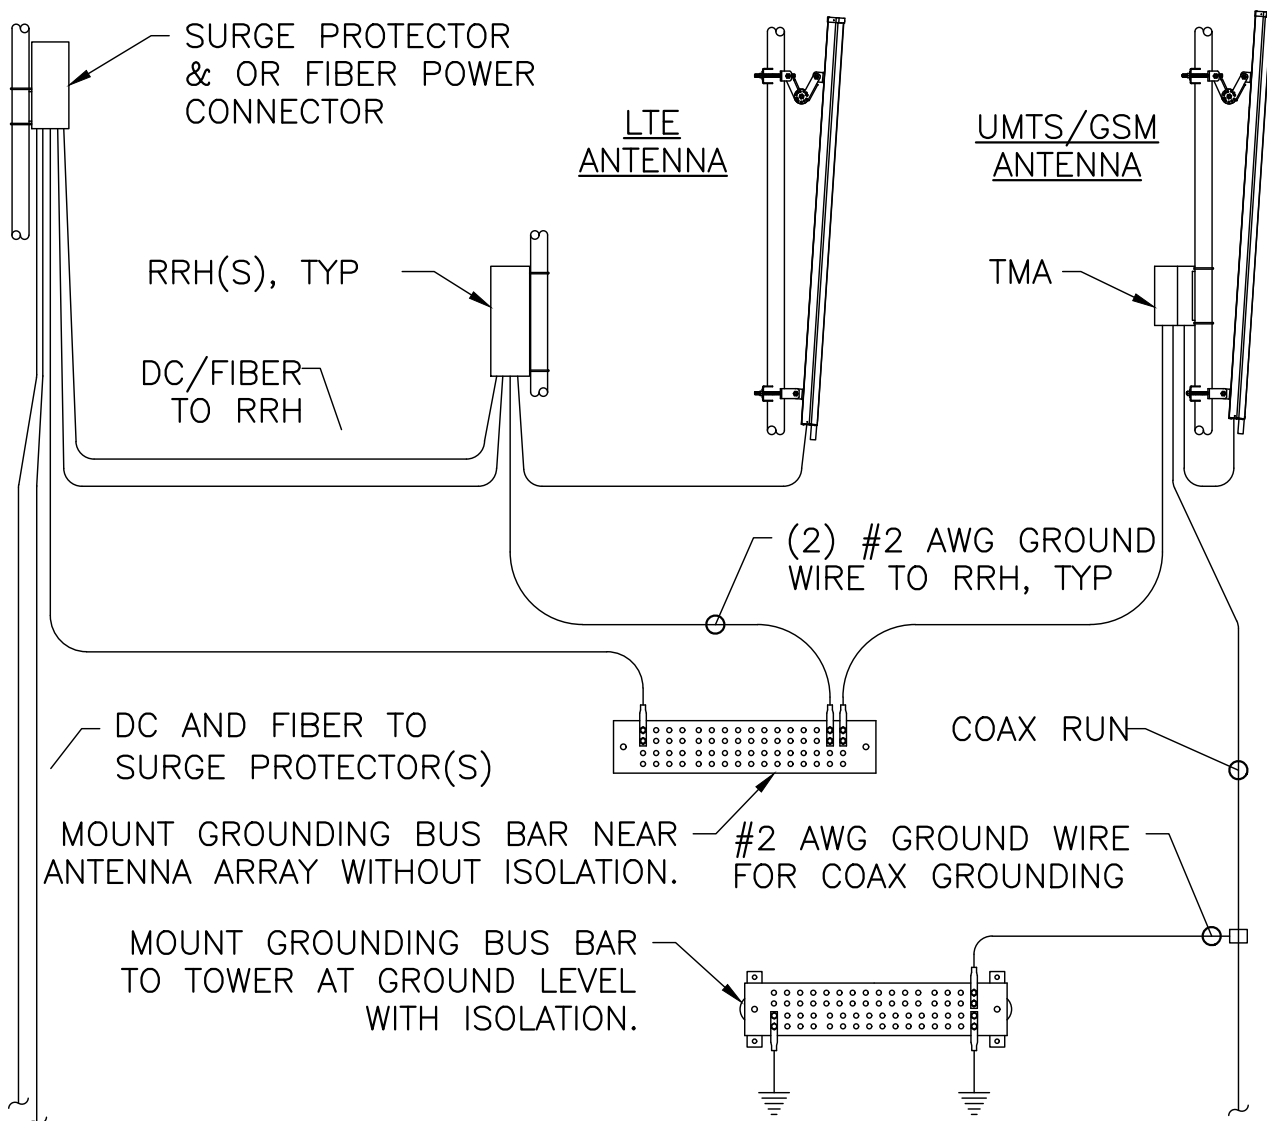 SURGE PROTECTOR
& OR FIBER POWER
CONNECTOR
LTE
ANTENNA
UMTS/GSM
ANTENNA
RRH(S), TYP
TMA
DC/FIBER
TO RRH
(2) #2 AWG GROUND
WIRE TO RRH, TYP
DC AND FIBER TO
SURGE PROTECTOR(S)
COAX RUN
MOUNT GROUNDING BUS BAR NEAR
ANTENNA ARRAY WITHOUT ISOLATION.
#2 AWG GROUND WIRE
FOR COAX GROUNDING
MOUNT GROUNDING BUS BAR
TO TOWER AT GROUND LEVEL
WITH ISOLATION.